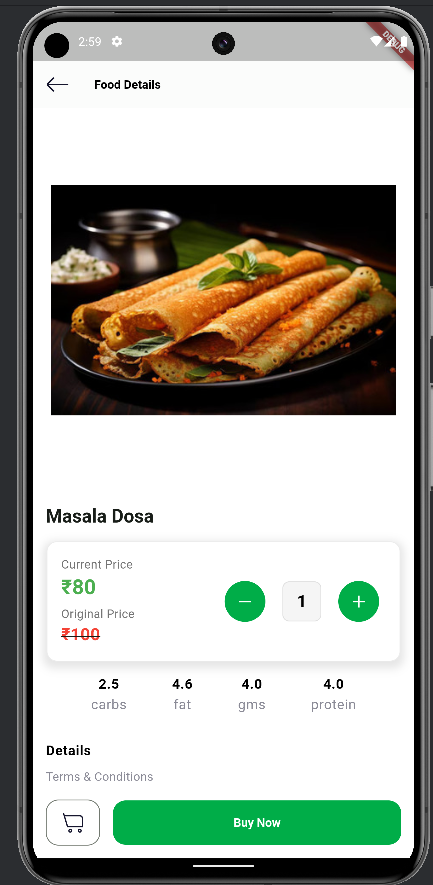 2:59
DEBUG
Food Details
Masala Dosa
Current Price
₹80
Original Price
₹100
1
2.5 4.6 4.0 4.0
carbs fat gms protein
Details
Terms & Conditions
Buy Now